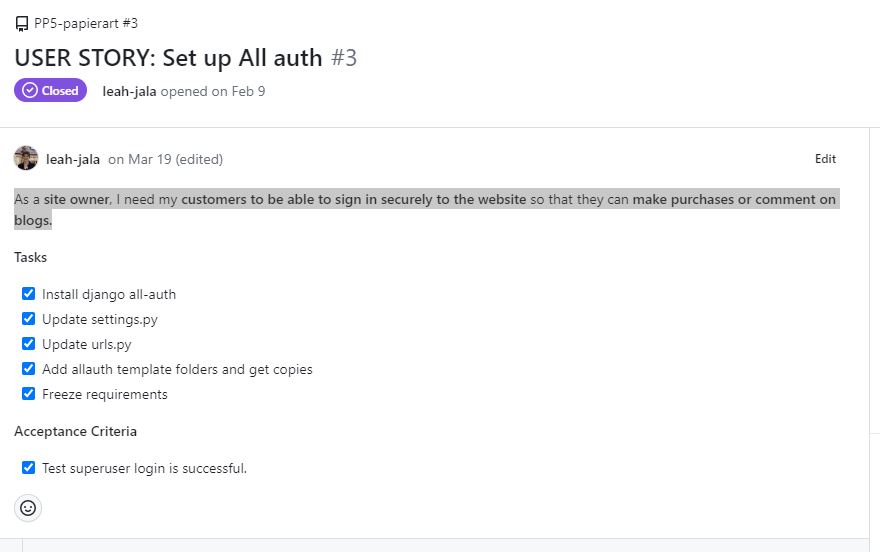 PP5-papierart #3
USER STORY: Set up All auth #3
Closed leah-jala opened on Feb 9
leah-jala on Mar 19 (edited) Edit
As a site owner, I need my customers to be able to sign in securely to the website so that they can make purchases or comment on
blogs.
Tasks
Install django all-auth
Update settings.py
Update urls.py
Add allauth template folders and get copies
Freeze requirements
Acceptance Criteria
Test superuser login is successful.